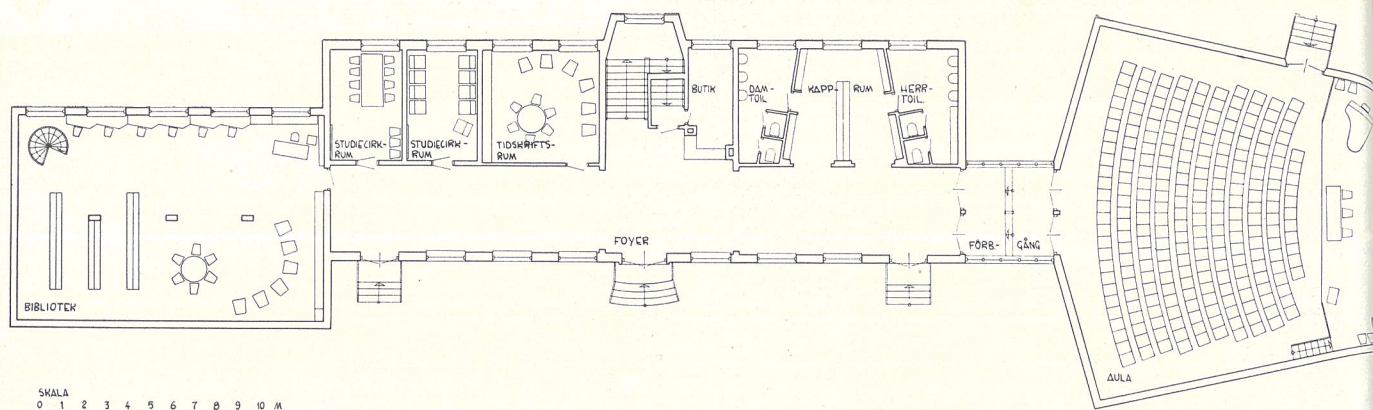 STUDIECIRK-
RUM
STUDIECIRK-
RUM
TIDSKRIFTS-
RUM
BUTIK
DAM-
TOIL.
KAPP-
RUM
HERR-
TOIL.
FOYER
FÖRB-
GÅNG
BIBLIOTEK
AULA
SKALA
0 1 2 3 4 5 6 7 8 9 10 M